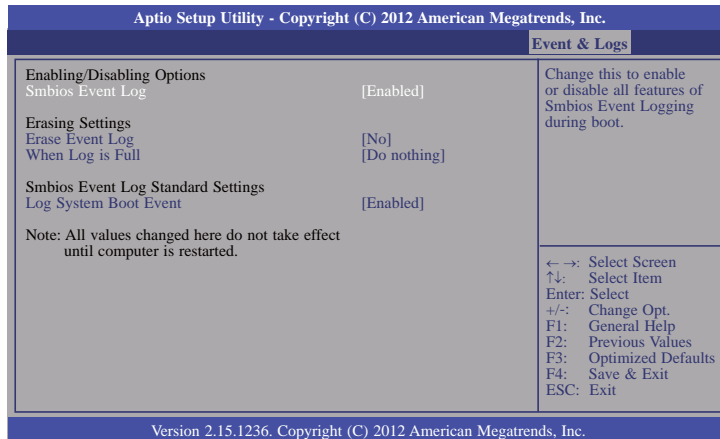 Aptio Setup Utility - Copyright (C) 2012 American Megatrends, Inc.
Event & Logs
Enabling/Disabling Options
Smbios Event Log [Enabled]
Erasing Settings
Erase Event Log [No]
When Log is Full [Do nothing]
Smbios Event Log Standard Settings
Log System Boot Event [Enabled]
Note: All values changed here do not take effect
until computer is restarted.
Change this to enable
or disable all features of
Smbios Event Logging
during boot.
← →: Select Screen
↑↓: Select Item
Enter: Select
+/-: Change Opt.
F1: General Help
F2: Previous Values
F3: Optimized Defaults
F4: Save & Exit
ESC: Exit
Version 2.15.1236. Copyright (C) 2012 American Megatrends, Inc.